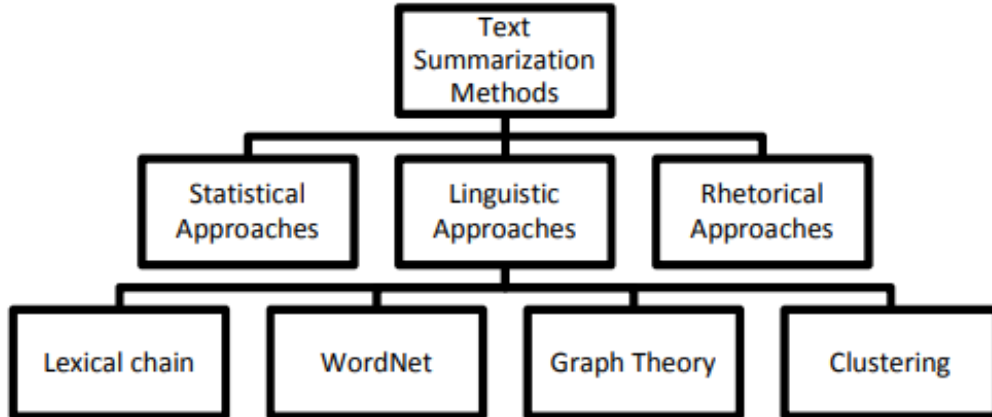 Text
Summarization
Methods
Statistical
Approaches
Linguistic
Approaches
Rhetorical
Approaches
Lexical chain
WordNet
Graph Theory
Clustering